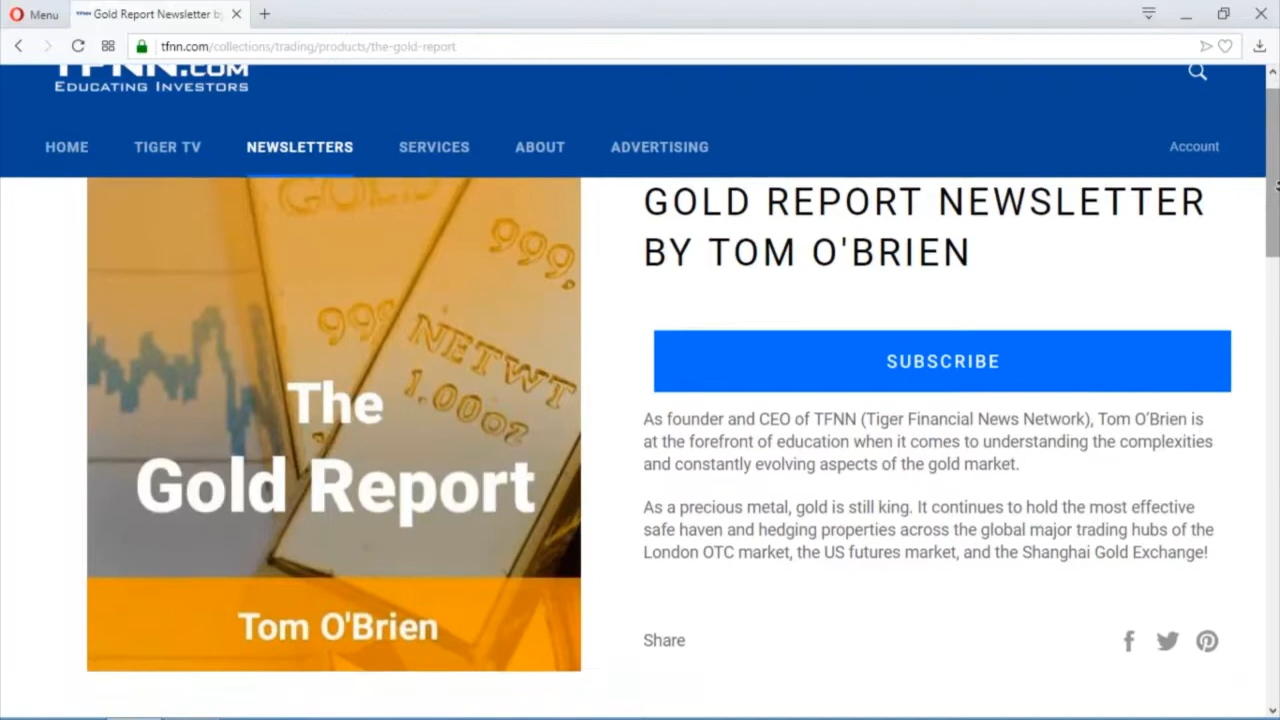 Menu
Gold Report Newsletter b
tfnn.com/collections/trading/products/the-gold-report
TFNN.COM
EDUCATING INVESTORS
HOME TIGER TV NEWSLETTERS SERVICES ABOUT ADVERTISING Account
GOLD
999.
999
NETWT
1.00OZ
The
Gold Report
Tom O'Brien
GOLD REPORT NEWSLETTER
BY TOM O'BRIEN
SUBSCRIBE
As founder and CEO of TFNN (Tiger Financial News Network), Tom O'Brien is
at the forefront of education when it comes to understanding the complexities
and constantly evolving aspects of the gold market.
As a precious metal, gold is still king. It continues to hold the most effective
safe haven and hedging properties across the global major trading hubs of the
London OTC market, the US futures market, and the Shanghai Gold Exchange!
Share